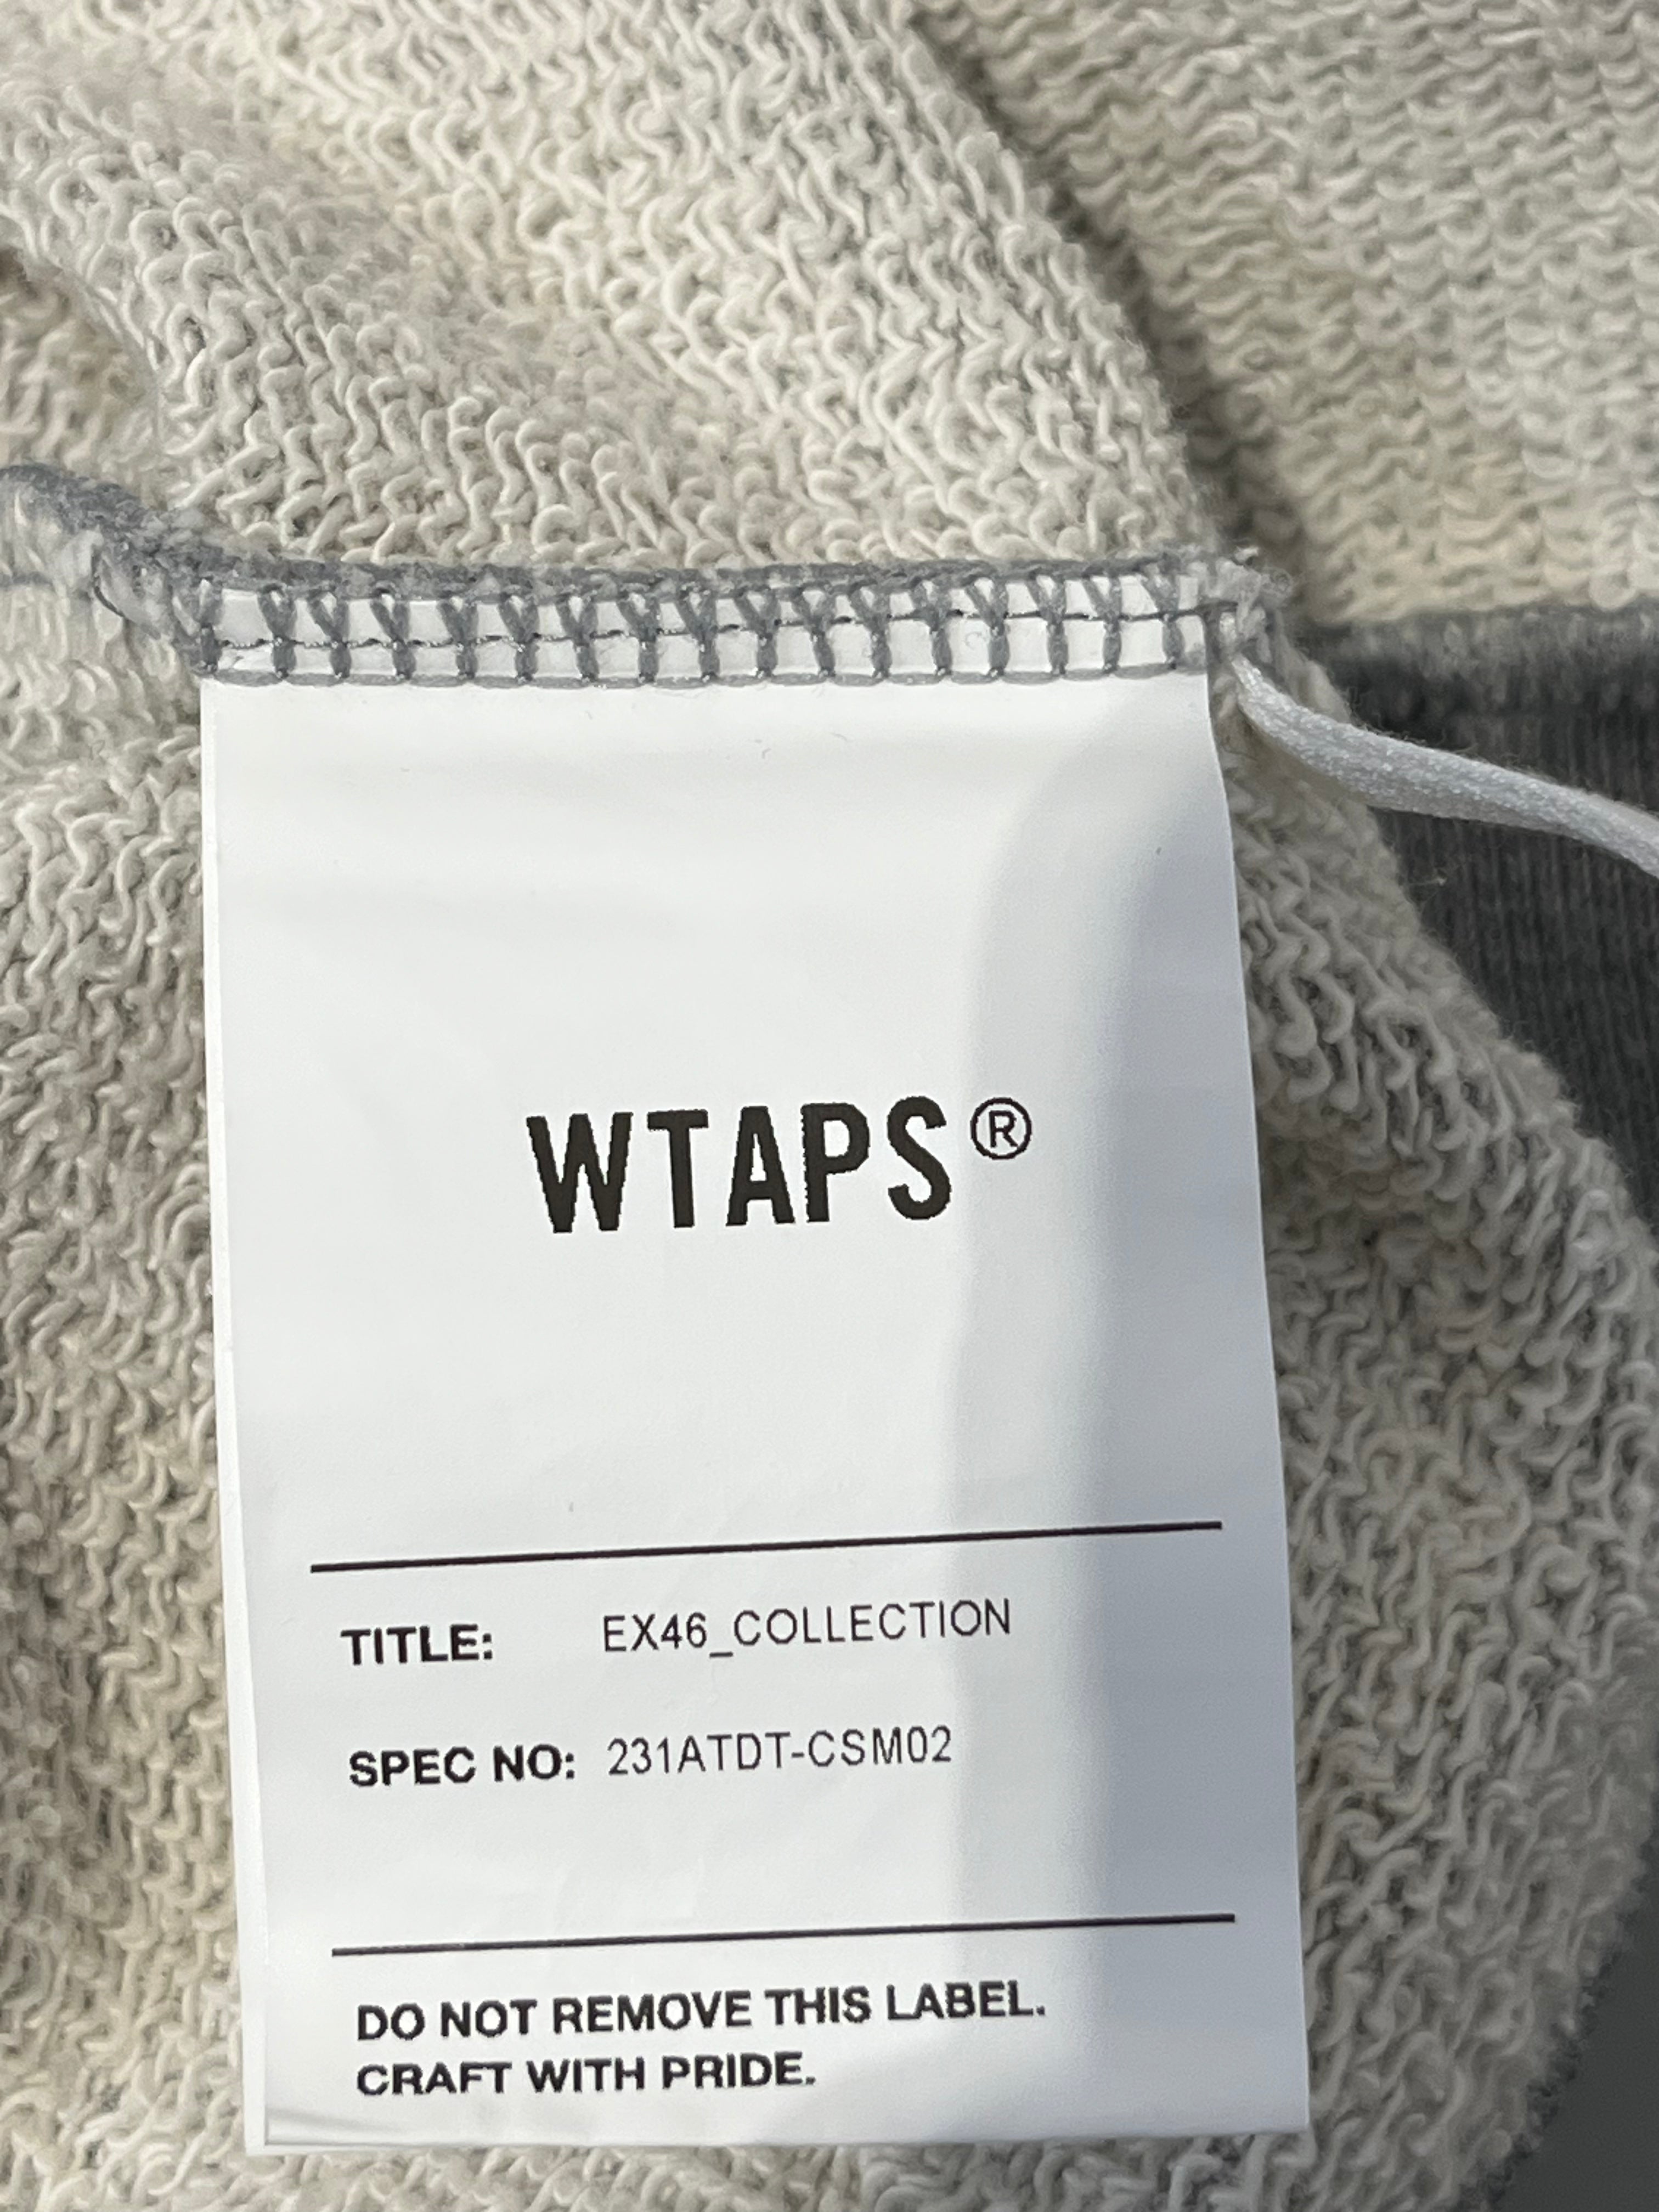 WTAPS®
TITLE: EX46_COLLECTION
SPEC NO: 231ATDT-CSM02
DO NOT REMOVE THIS LABEL.
CRAFT WITH PRIDE.